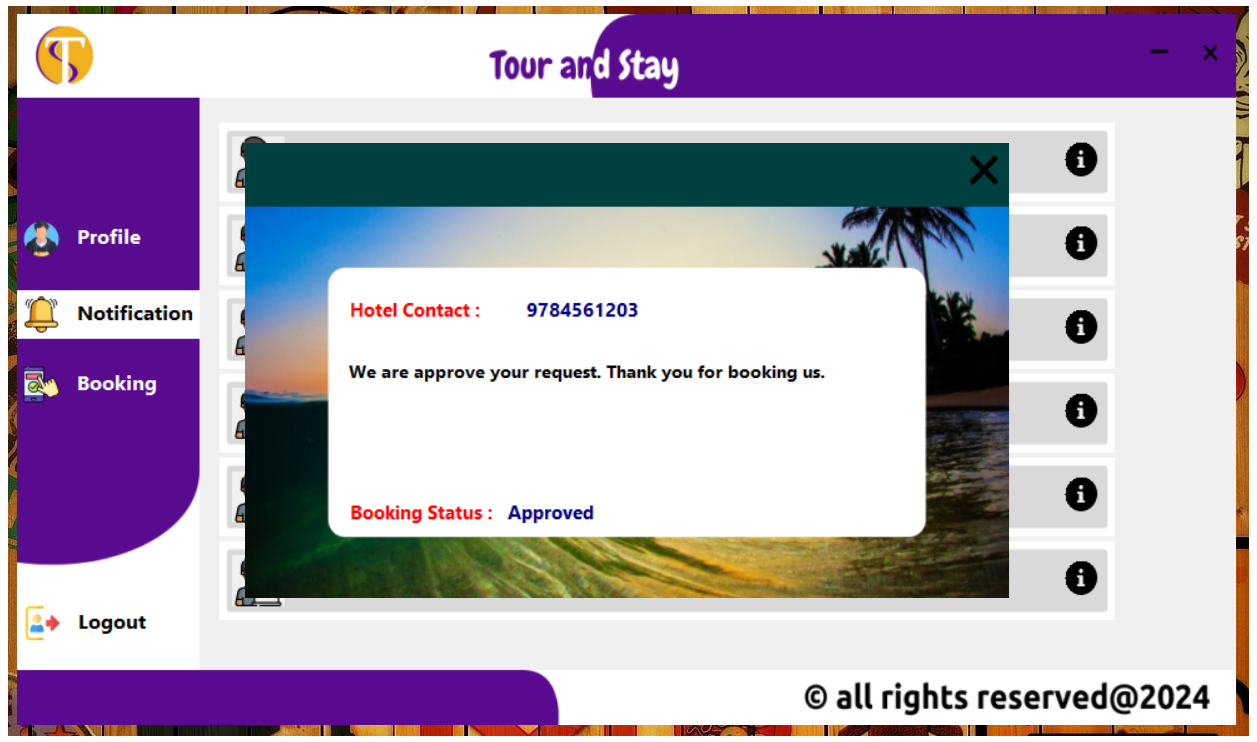 Tour and Stay
Profile
Notification
Booking
Logout
Hotel Contact : 9784561203
We are approve your request. Thank you for booking us.
Booking Status : Approved
© all rights reserved@2024